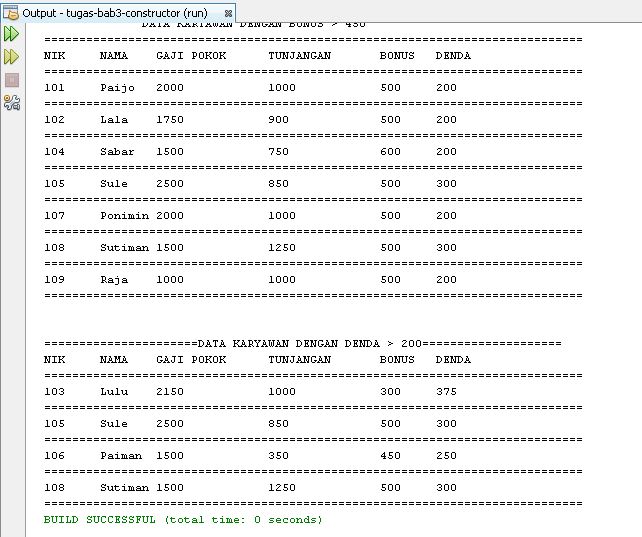 Output - tugas-bab3-constructor (run)
DATA KARYAWAN DENGAN BONUS > 450
=============================================================================
NIK NAMA GAJI POKOK TUNJANGAN BONUS DENDA
=============================================================================
101 Paijo 2000 1000 500 200
=============================================================================
102 Lala 1750 900 500 200
=============================================================================
104 Sabar 1500 750 600 200
=============================================================================
105 Sule 2500 850 500 300
=============================================================================
107 Ponimin 2000 1000 500 200
=============================================================================
108 Sutiman 1500 1250 500 300
=============================================================================
109 Raja 1000 1000 500 200
=============================================================================
======================DATA KARYAWAN DENGAN DENDA > 200====================
NIK NAMA GAJI POKOK TUNJANGAN BONUS DENDA
=============================================================================
103 Lulu 2150 1000 300 375
=============================================================================
105 Sule 2500 850 500 300
=============================================================================
106 Paiman 1500 350 450 250
=============================================================================
108 Sutiman 1500 1250 500 300
=============================================================================
BUILD SUCCESSFUL (total time: 0 seconds)